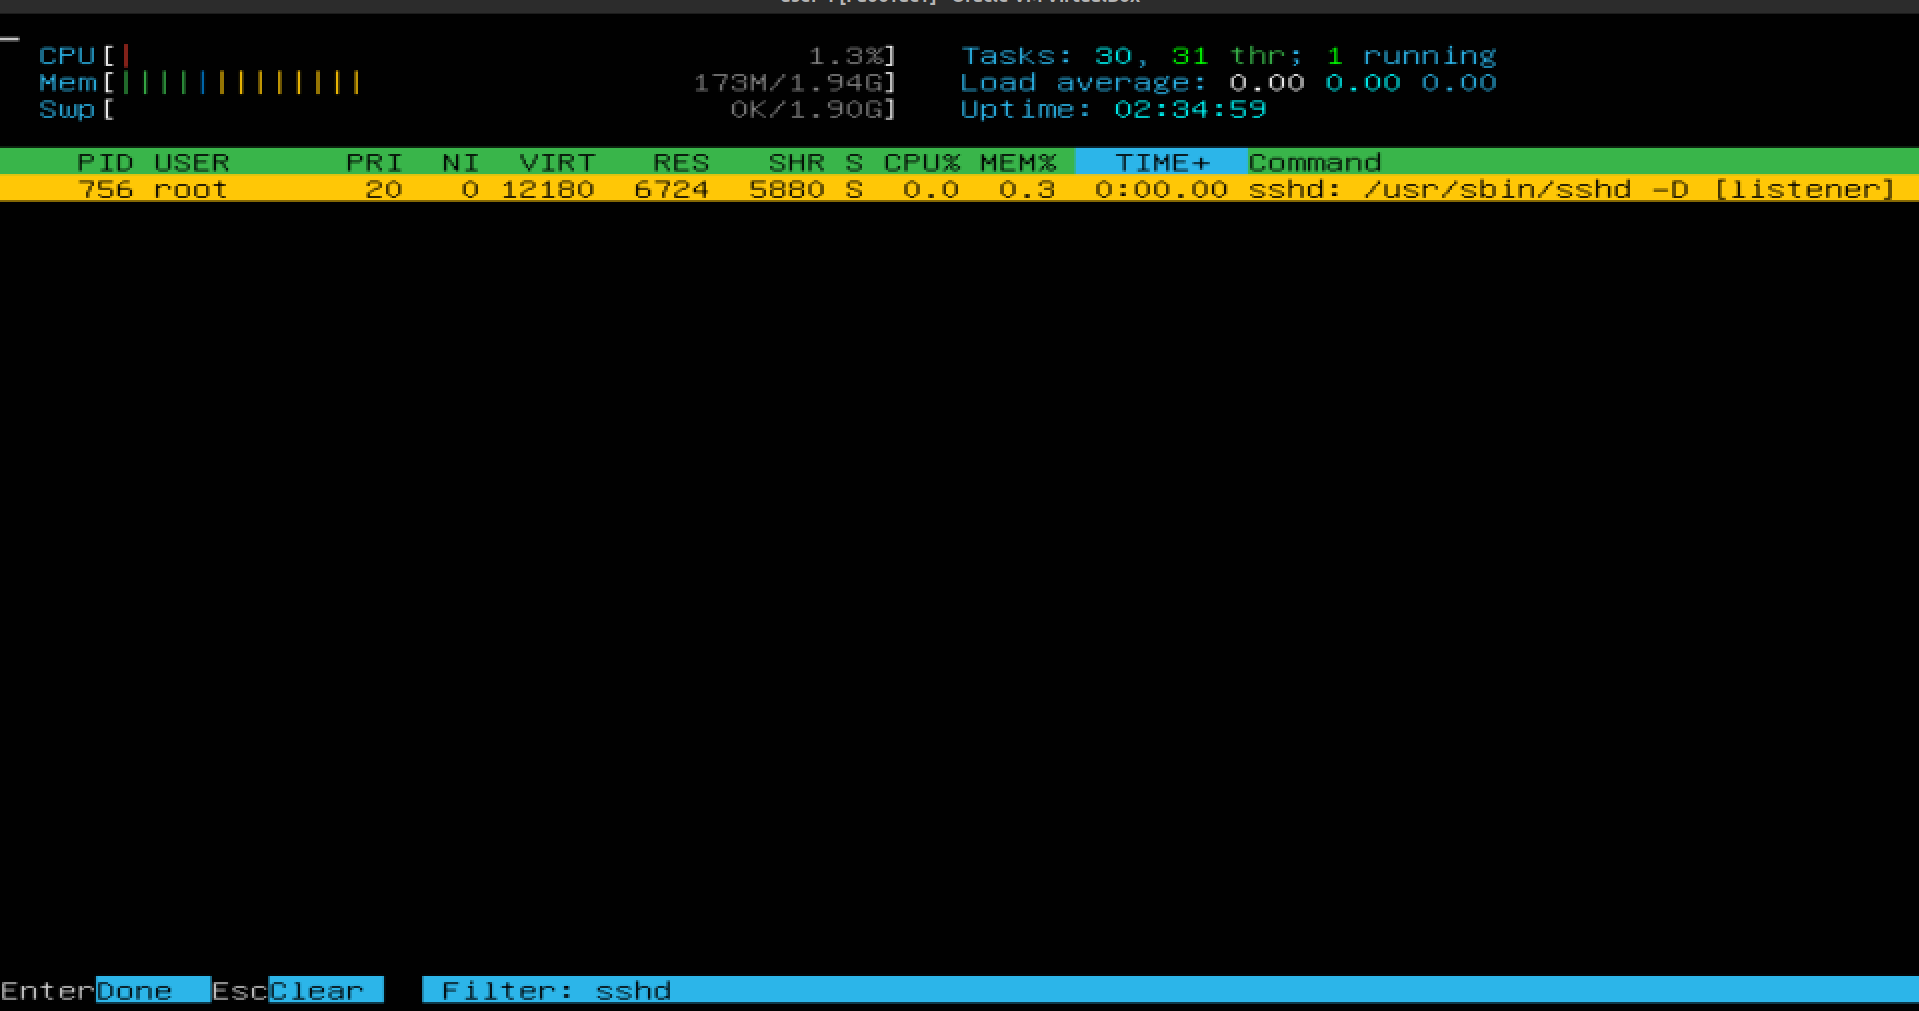 CPU[| 1.3%] Tasks: 30, 31 thr; 1 running
Mem[||||||||||||| 173M/1.94G] Load average: 0.00 0.00 0.00
Swp[ 0K/1.90G] Uptime: 02:34:59
PID USER PRI NI VIRT RES SHR S CPU% MEM% TIME+ Command
756 root 20 0 12180 6724 5880 S 0.0 0.3 0:00.00 sshd: /usr/sbin/sshd -D [listener]
EnterDone EscClear Filter: sshd